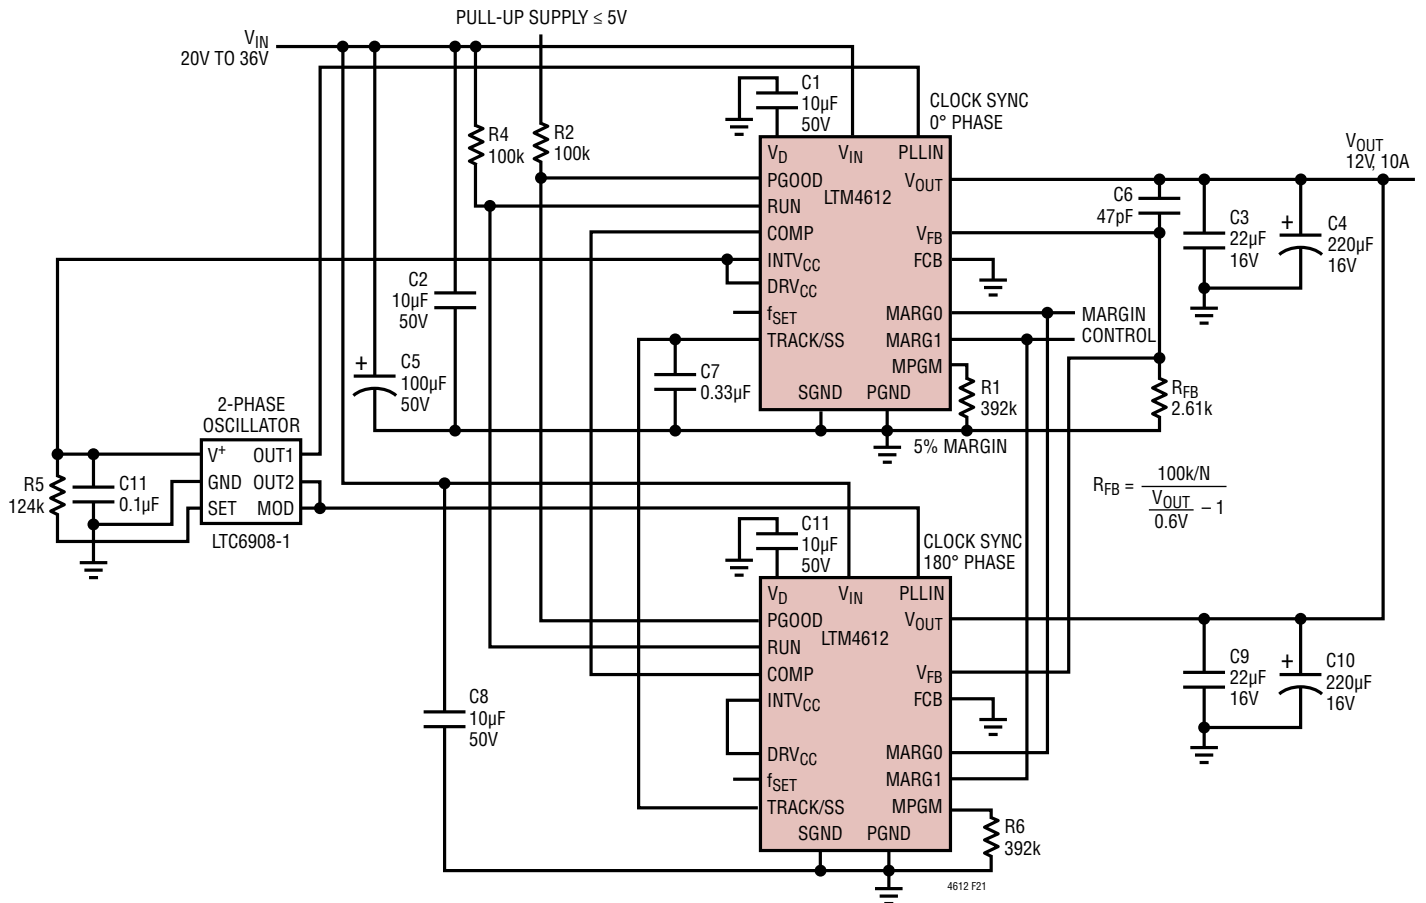 PULL-UP SUPPLY ≤ 5V
VIN
20V TO 36V
C1
10µF
50V
CLOCK SYNC
0° PHASE
R4
100k
R2
100k
VD
VIN
PLLIN
PGOOD
VOUT
LTM4612
RUN
COMP
VFB
INTVCC
FCB
DRVCC
fSET
MARG0
TRACK/SS
MARG1
MPGM
SGND
PGND
VOUT
12V, 10A
C6
47pF
C3
22µF
16V
+
C4
220µF
16V
MARGIN
CONTROL
C2
10µF
50V
+
C5
100µF
50V
C7
0.33µF
R1
392k
RFB
2.61k
5% MARGIN
2-PHASE
OSCILLATOR
V+
OUT1
GND
OUT2
SET
MOD
LTC6908-1
R5
124k
C11
0.1µF
RFB =
100k/N
VOUT
0.6V
– 1
C11
10µF
50V
CLOCK SYNC
180° PHASE
VD
VIN
PLLIN
PGOOD
VOUT
LTM4612
RUN
COMP
VFB
INTVCC
FCB
DRVCC
MARG0
fSET
MARG1
TRACK/SS
MPGM
SGND
PGND
C8
10µF
50V
C9
22µF
16V
+
C10
220µF
16V
R6
392k
4612 F21